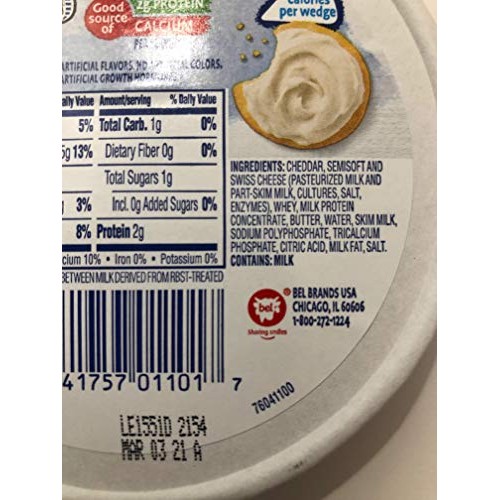 Good source of
2g PROTEIN
CALCIUM
calories
per wedge
ARTIFICIAL FLAVORS, COLORS,
ARTIFICIAL GROWTH
aily Value Amount/serving % Daily Value
5% Total Carb. 1g 0%
5g 13% Dietary Fiber 0g 0%
Total Sugars 1g
g 3% Incl. 0g Added Sugars 0%
8% Protein 2g
cium 10% • Iron 0% • Potassium 0%
BETWEEN MILK DERIVED FROM RBST-TREATED
INGREDIENTS: CHEDDAR, SEMISOFT AND
SWISS CHEESE (PASTEURIZED MILK AND
PART-SKIM MILK, CULTURES, SALT,
ENZYMES), WHEY, MILK PROTEIN
CONCENTRATE, BUTTER, WATER, SKIM MILK,
SODIUM POLYPHOSPHATE, TRICALCIUM
PHOSPHATE, CITRIC ACID, MILK FAT, SALT.
CONTAINS: MILK
bel
Sharing smiles
® BEL BRANDS USA
CHICAGO, IL 60606
1-800-272-1224
41757 01101 7
76041100
LE1551D 2154
MAR 03 21 A